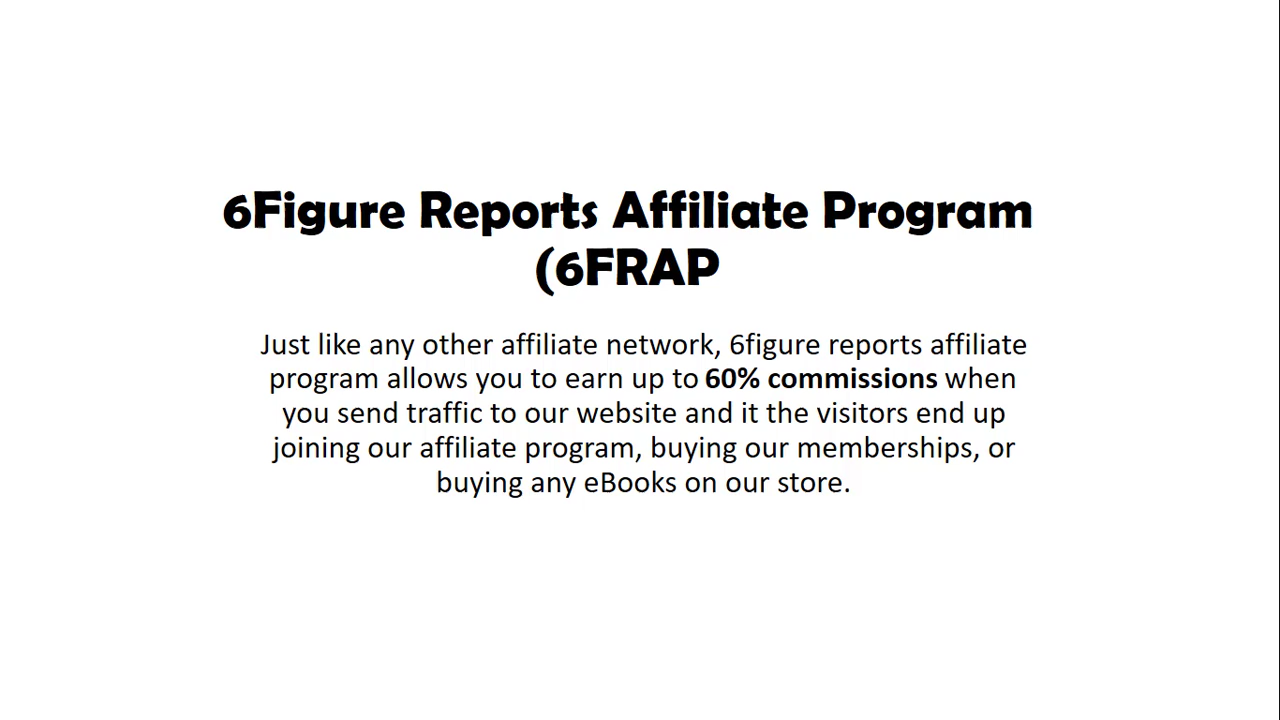 6Figure Reports Affiliate Program
(6FRAP
Just like any other affiliate network, 6figure reports affiliate
program allows you to earn up to 60% commissions when
you send traffic to our website and it the visitors end up
joining our affiliate program, buying our memberships, or
buying any eBooks on our store.